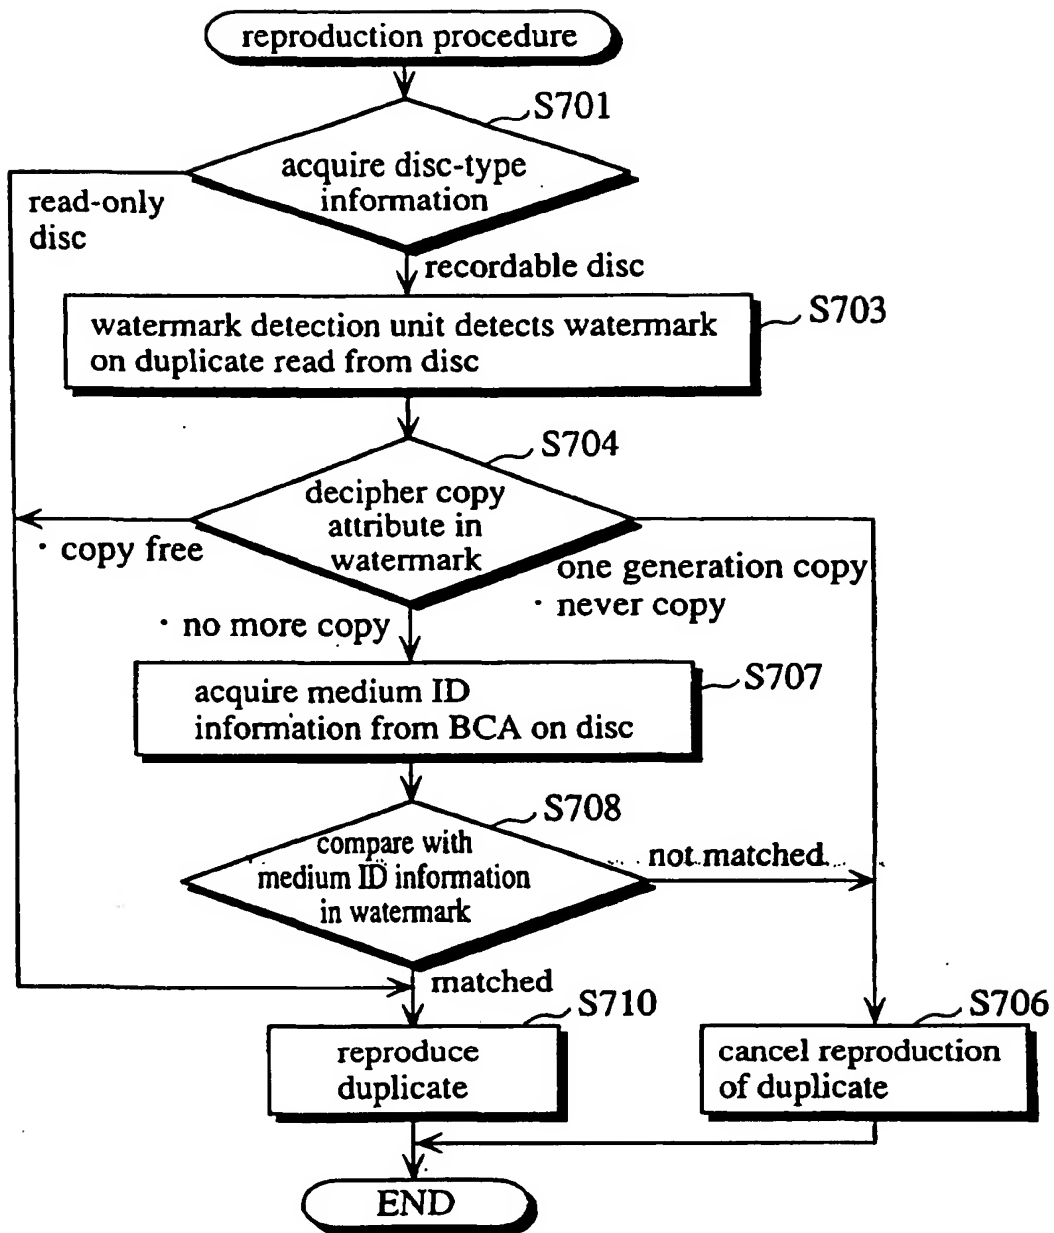 reproduction procedure
S701
acquire disc-type
information
read-only
disc
recordable disc
S703
watermark detection unit detects watermark
on duplicate read from disc
S704
decipher copy
attribute in
watermark
· copy free
one generation copy
· never copy
· no more copy
S707
acquire medium ID
information from BCA on disc
S708
compare with
medium ID information
in watermark
not matched
matched
S710
reproduce
duplicate
S706
cancel reproduction
of duplicate
END